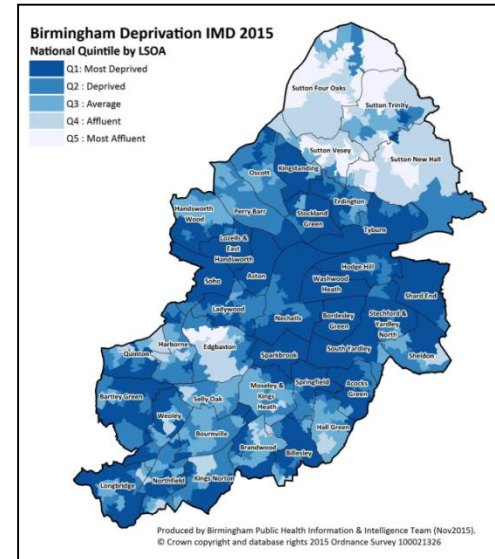 Birmingham Deprivation IMD 2015
National Quintile by LSOA
Q1: Most Deprived
Q2 : Deprived
Q3 : Average
Q4 : Affluent
Q5 : Most Affluent
Sutton Four Oaks
Sutton Trinity
Sutton Vesey
Sutton New Hall
Oscott
Kingstanding
Handsworth
Wood
Perry Barr
Stockland
Green
Erdington
Tyburn
Lozells &
East
Handsworth
Soho
Aston
Washwood
Heath
Hodge Hill
Shard End
Ladywood
Nechells
Bordesley
Green
Stechford &
Yardley
North
Quinton
Harborne
Edgbaston
Sparkbrook
South Yardley
Sheldon
Bartley Green
Weoley
Selly Oak
Moseley &
Kings
Heath
Springfield
Acocks
Green
Bournville
Brandwood
Billesley
Hall Green
Longbridge
Northfield
Kings Norton
Produced by Birmingham Public Health Information & Intelligence Team (Nov2015).
© Crown copyright and database rights 2015 Ordnance Survey 100021326